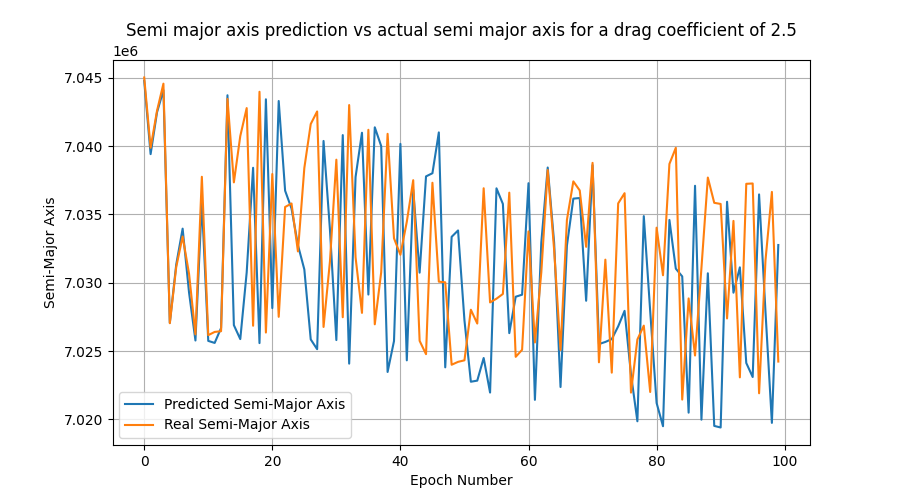 Semi major axis prediction vs actual semi major axis for a drag coefficient of 2.5
1e6
7.045
7.040
7.035
7.030
7.025
7.020
Semi-Major Axis
Predicted Semi-Major Axis
Real Semi-Major Axis
0 20 40 60 80 100
Epoch Number